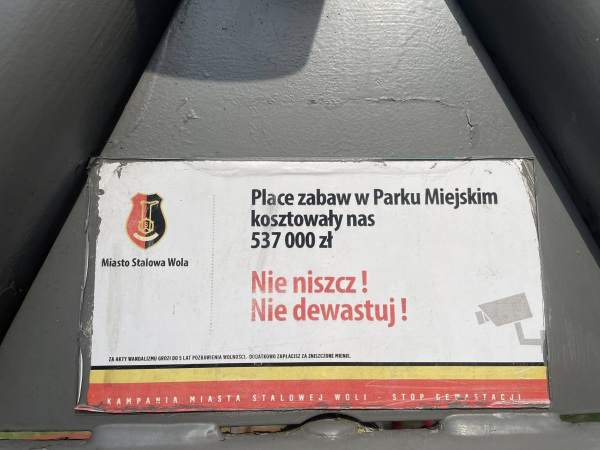 Place zabaw w Parku Miejskim
kosztowały nas
537 000 zł
Miasto Stalowa Wola
Nie niszcz !
Nie dewastuj !
ZA AKTY WANDALIZMU GROZI DO 5 LAT POZBAWIENIA WOLNOŚCI. DODATKOWO ZAPŁACISZ ZA ZNISZCZONE MIENIE.
KAMPANIA MIASTA STALOWEJ WOLI STOP DEWASTACJI